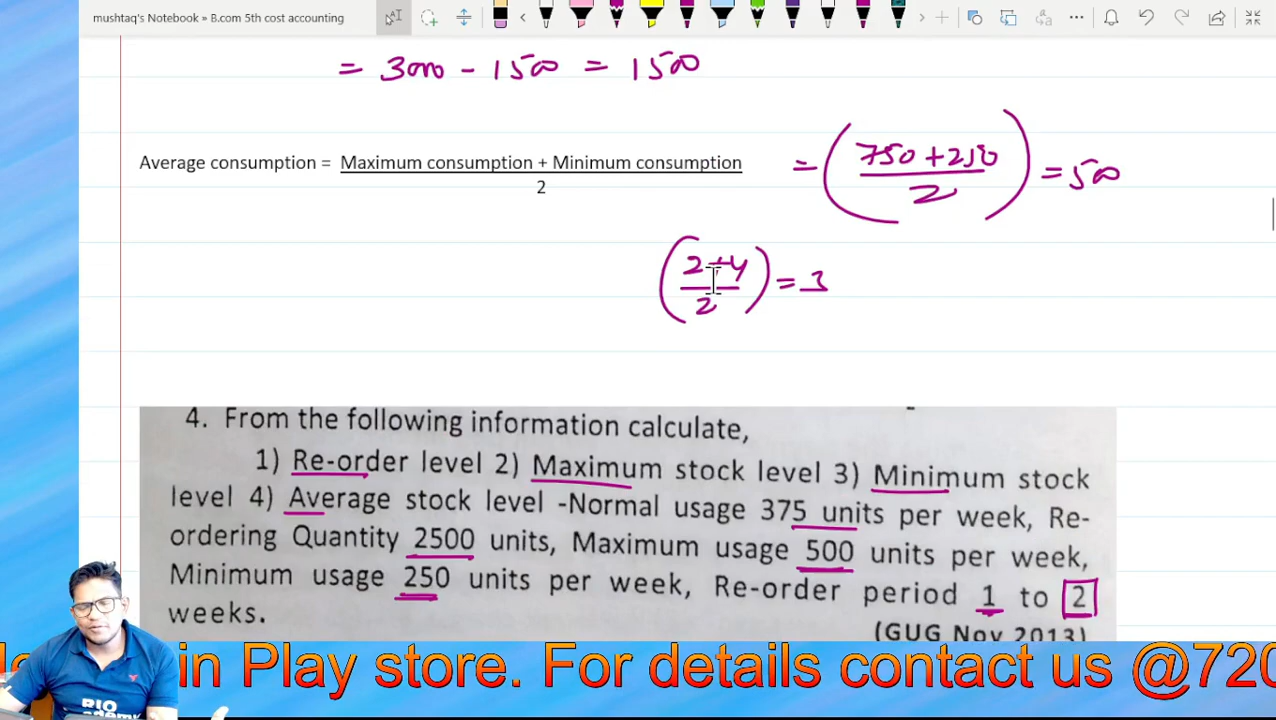 mushtaq's Notebook » B.com 5th cost accounting
= 3000 - 1500 = 1500
Average consumption = Maximum consumption + Minimum consumption
2
= (750 + 250
2) = 500
(2 + 4
2) = 3
4. From the following information calculate,
1) Re-order level 2) Maximum stock level 3) Minimum stock
level 4) Average stock level -Normal usage 375 units per week, Re-
ordering Quantity 2500 units, Maximum usage 500 units per week,
Minimum usage 250 units per week, Re-order period 1 to 2
weeks.
(GUG Nov 2013)
in Play store. For details contact us @720